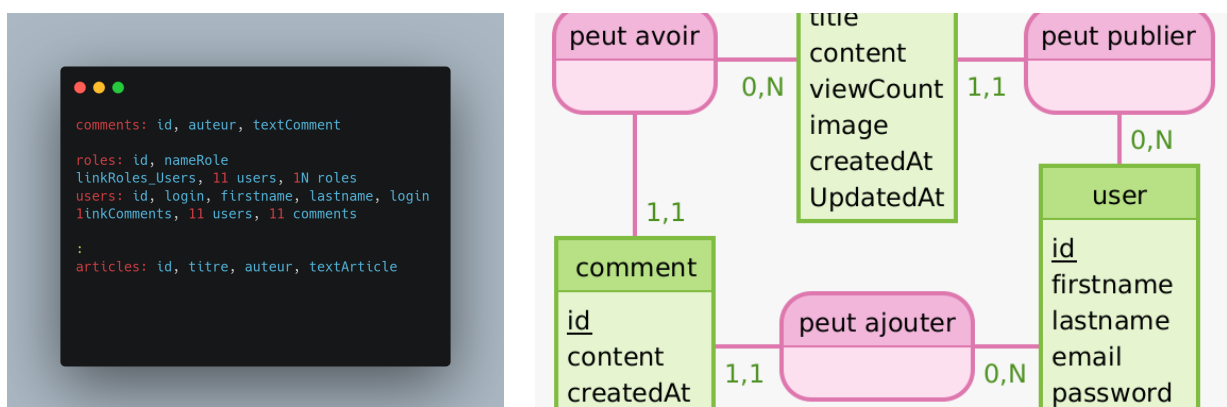 comments: id, auteur, textComment
roles: id, nameRole
linkRoles_Users, 11 users, 1N roles
users: id, login, firstname, lastname, login
1inkComments, 11 users, 11 comments
:
articles: id, titre, auteur, textArticle
peut avoir
0,N
title
content
viewCount
image
createdAt
UpdatedAt
1,1
peut publier
0,N
1,1
comment
id
content
createdAt
1,1
peut ajouter
0,N
user
id
firstname
lastname
email
password